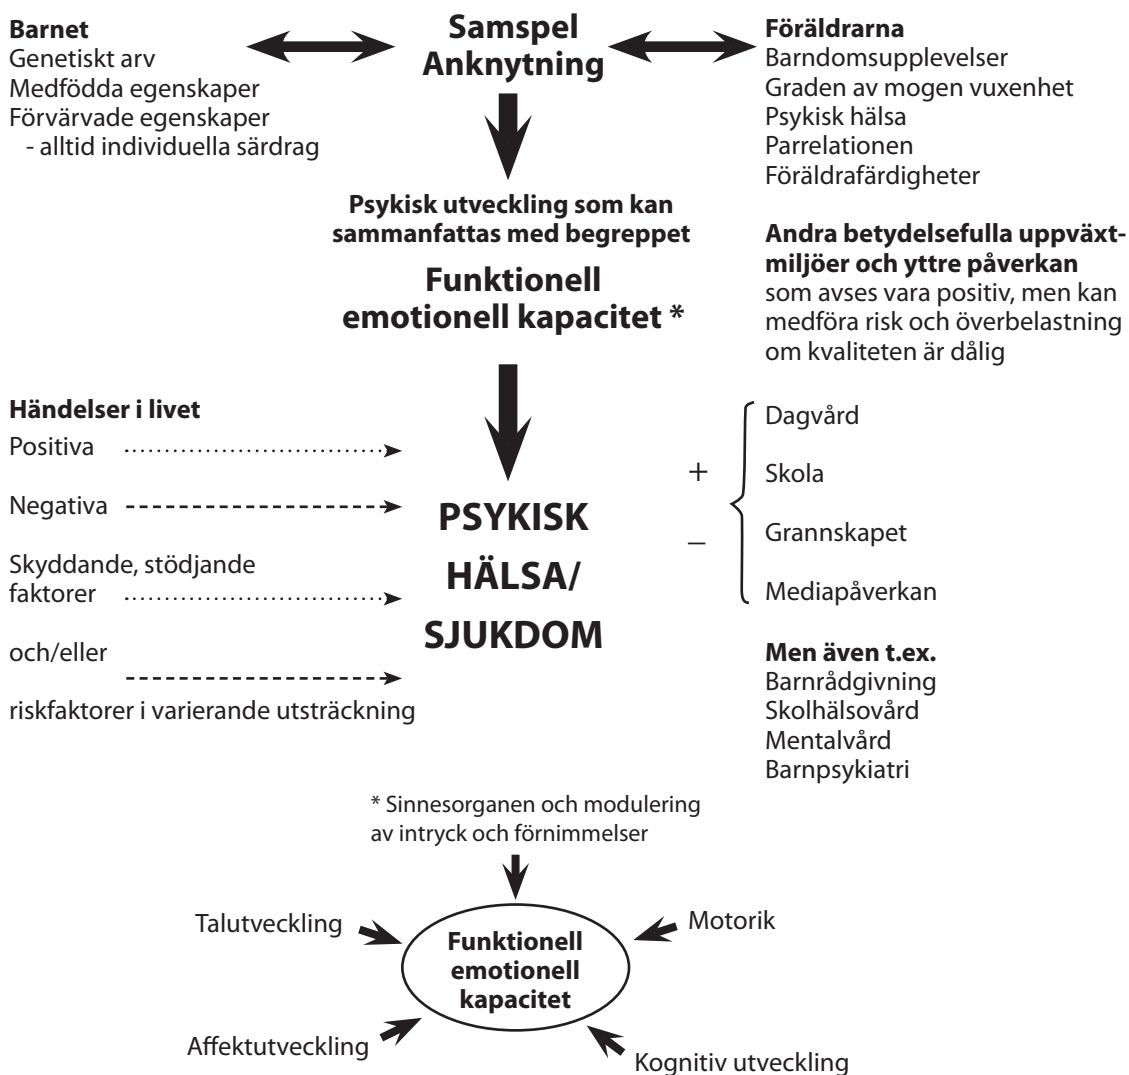 Barnet
Genetiskt arv
Medfödda egenskaper
Förvärvade egenskaper
- alltid individuella särdrag
Samspel
Anknytning
Föräldrarna
Barndomsupplevelser
Graden av mogen vuxenhet
Psykisk hälsa
Parrelationen
Föräldrafärdigheter
Psykisk utveckling som kan
sammanfattas med begreppet
Funktionell
emotionell kapacitet *
Andra betydelsefulla uppväxt-
miljöer och yttre påverkan
som avses vara positiv, men kan
medföra risk och överbelastning
om kvaliteten är dålig
Händelser i livet
Positiva
Negativa
Skyddande, stödjande
faktorer
och/eller
riskfaktorer i varierande utsträckning
PSYKISK
HÄLSA/
SJUKDOM
+
–
Dagvård
Skola
Grannskapet
Mediapåverkan
Men även t.ex.
Barnrådgivning
Skolhälsovård
Mentalvård
Barnpsykiatri
* Sinnesorganen och modulering
av intryck och förnimmelser
Talutveckling
Motorik
Funktionell
emotionell
kapacitet
Affektutveckling
Kognitiv utveckling